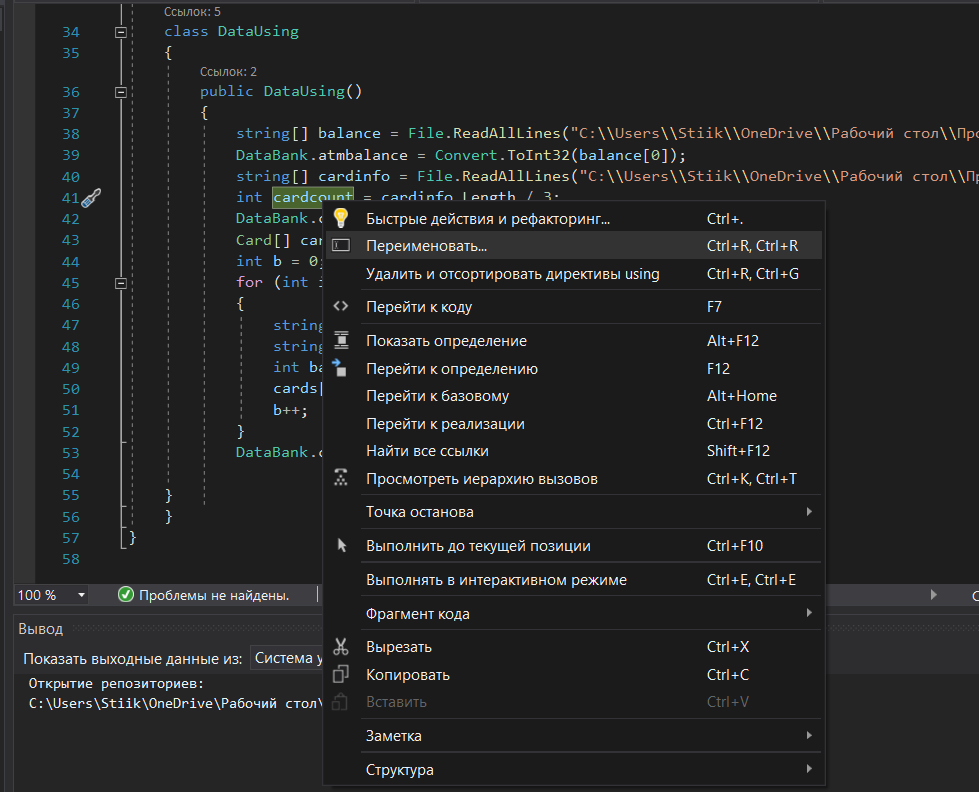 Ссылок: 5
34 class DataUsing
35 {
Ссылок: 2
36 public DataUsing()
37 {
38 string[] balance = File.ReadAllLines("C:\\Users\\Stiik\\OneDrive\\Рабочий стол\\Про
39 DataBank.atmbalance = Convert.ToInt32(balance[0]);
40 string[] cardinfo = File.ReadAllLines("C:\\Users\\Stiik\\OneDrive\\Рабочий стол\\П
41 int cardcount = cardinfo.Length / 3;
42 DataBank.
43 Card[] car
44 int b = 0;
45 for (int i
46 {
47 string
48 string
49 int ba
50 cards[
51 b++;
52 }
53 DataBank.
54
55 }
56 }
57 }
58
Быстрые действия и рефакторинг... Ctrl+.
Переименовать... Ctrl+R, Ctrl+R
Удалить и отсортировать директивы using Ctrl+R, Ctrl+G
Перейти к коду F7
Показать определение Alt+F12
Перейти к определению F12
Перейти к базовому Alt+Home
Перейти к реализации Ctrl+F12
Найти все ссылки Shift+F12
Просмотреть иерархию вызовов Ctrl+K, Ctrl+T
Точка останова
Выполнить до текущей позиции Ctrl+F10
Выполнять в интерактивном режиме Ctrl+E, Ctrl+E
Фрагмент кода
Вырезать Ctrl+X
Копировать Ctrl+C
Вставить Ctrl+V
Заметка
Структура
100 % Проблемы не найдены.
Вывод
Показать выходные данные из: Система у
Открытие репозиториев:
C:\Users\Stiik\OneDrive\Рабочий стол\